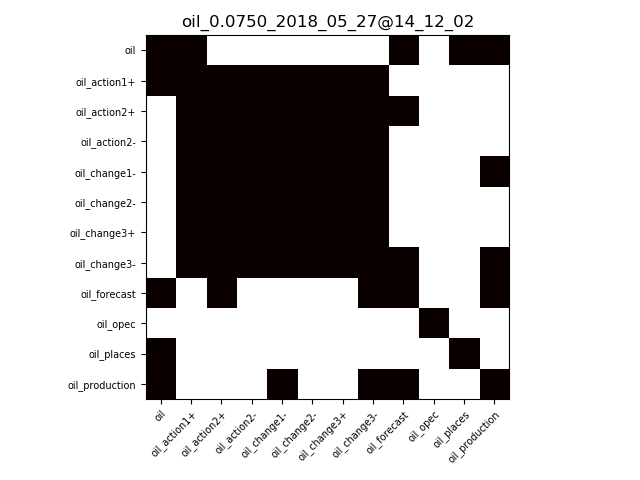 oil_0.0750_2018_05_27@14_12_02
oil
oil_action1+
oil_action2+
oil_action2-
oil_change1-
oil_change2-
oil_change3+
oil_change3-
oil_forecast
oil_opec
oil_places
oil_production
oil
oil_action1+
oil_action2+
oil_action2-
oil_change1-
oil_change2-
oil_change3+
oil_change3-
oil_forecast
oil_opec
oil_places
oil_production